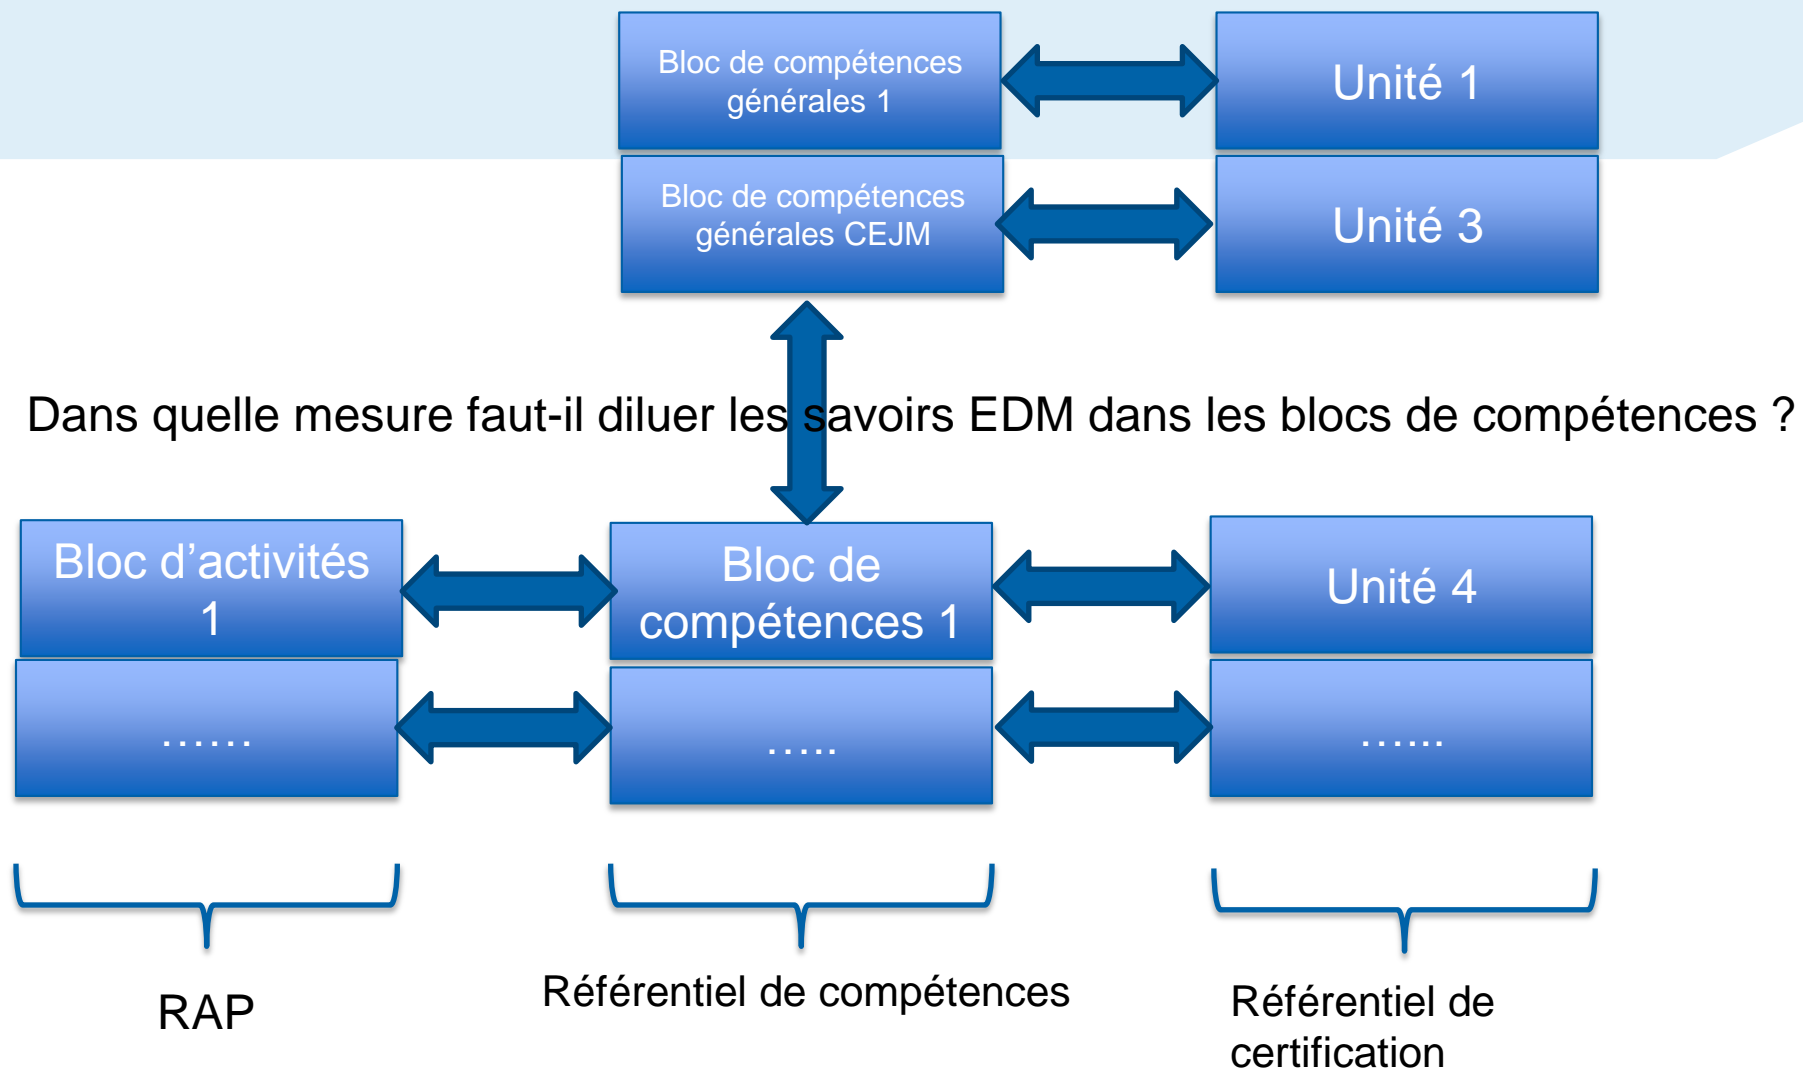 Bloc de compétences
générales 1
Unité 1
Bloc de compétences
générales CEJM
Unité 3
Dans quelle mesure faut-il diluer les savoirs EDM dans les blocs de compétences ?
Bloc d’activités
1
Bloc de
compétences 1
Unité 4
……
…..
…...
RAP
Référentiel de compétences
Référentiel de
certification